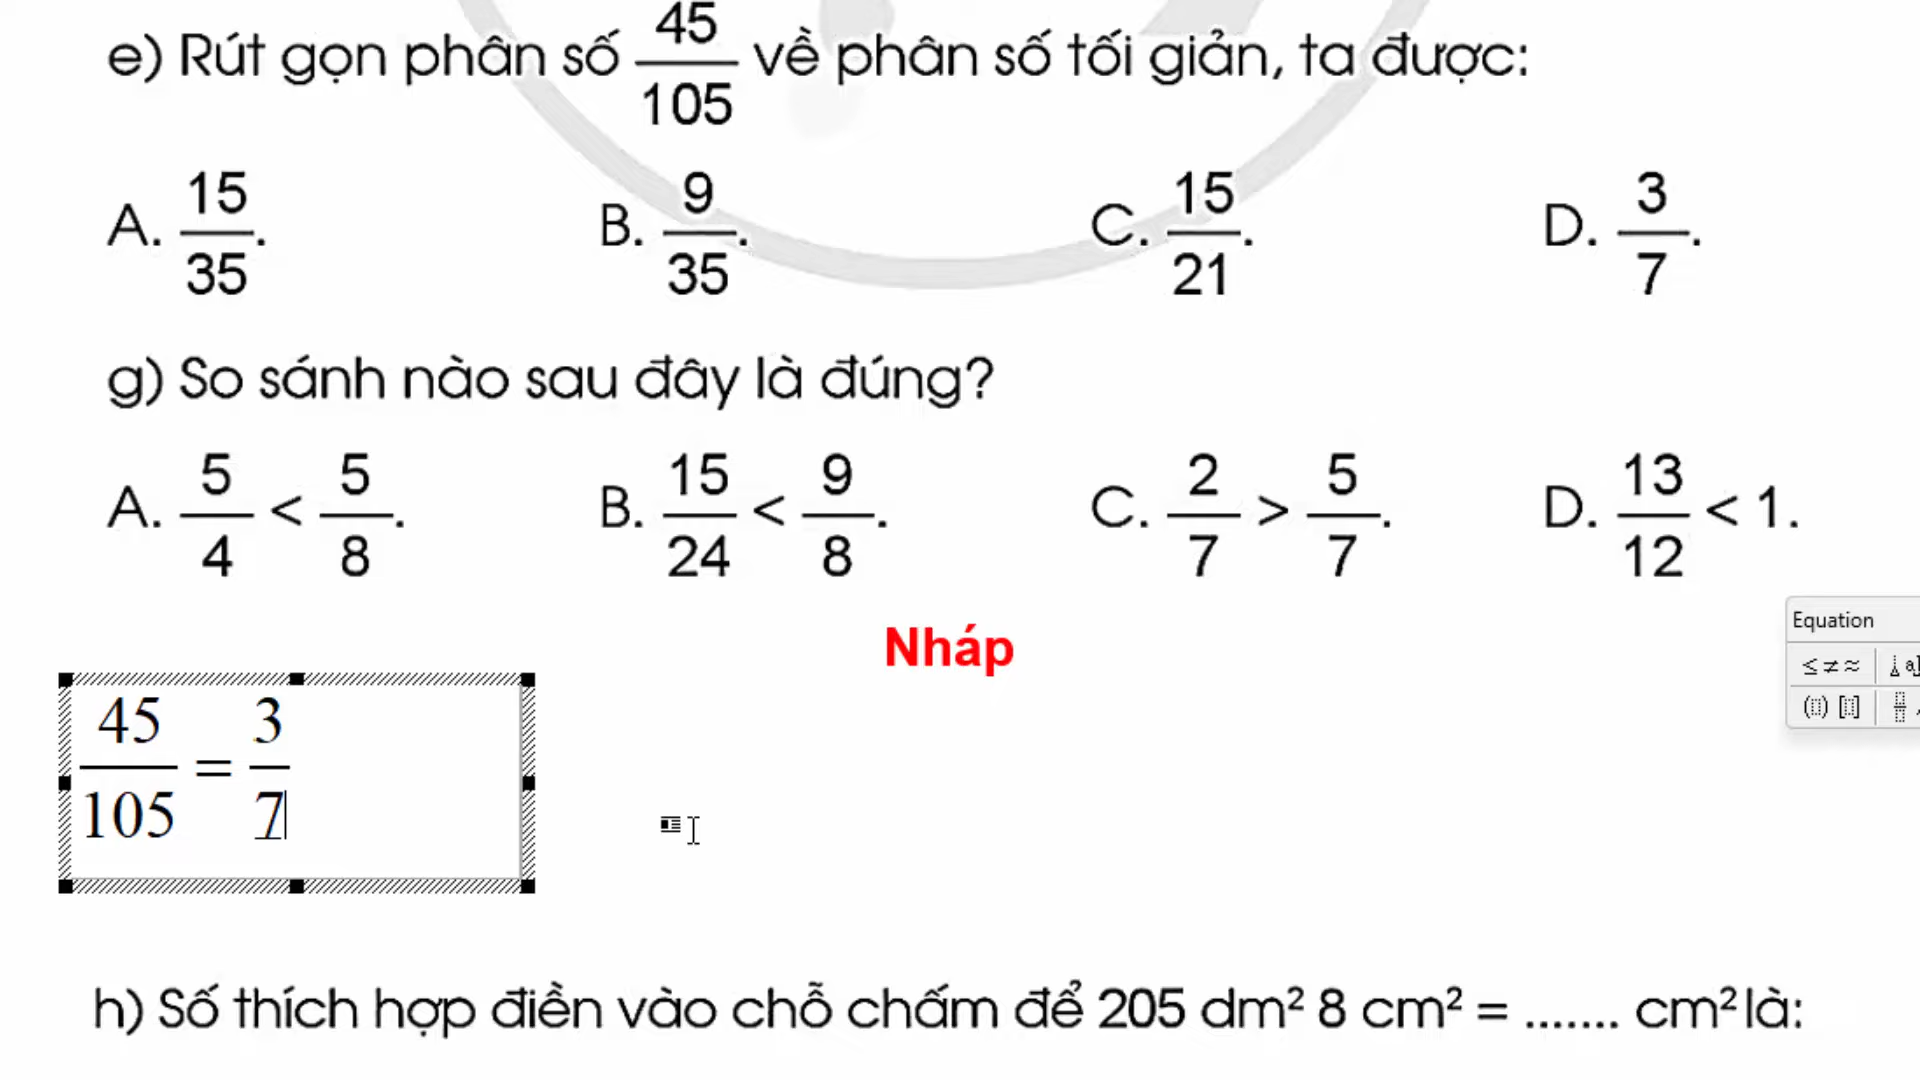 e) Rút gọn phân số 45/105 về phân số tối giản, ta được:
A. 15/35. B. 9/35. C. 15/21. D. 3/7.
g) So sánh nào sau đây là đúng?
A. 5/4 < 5/8. B. 15/24 < 9/8. C. 2/7 > 5/7. D. 13/12 < 1.
Nháp
Equation
≤≠≈
45/105 = 3/7
h) Số thích hợp điền vào chỗ chấm để 205 dm² 8 cm² = ....... cm² là: